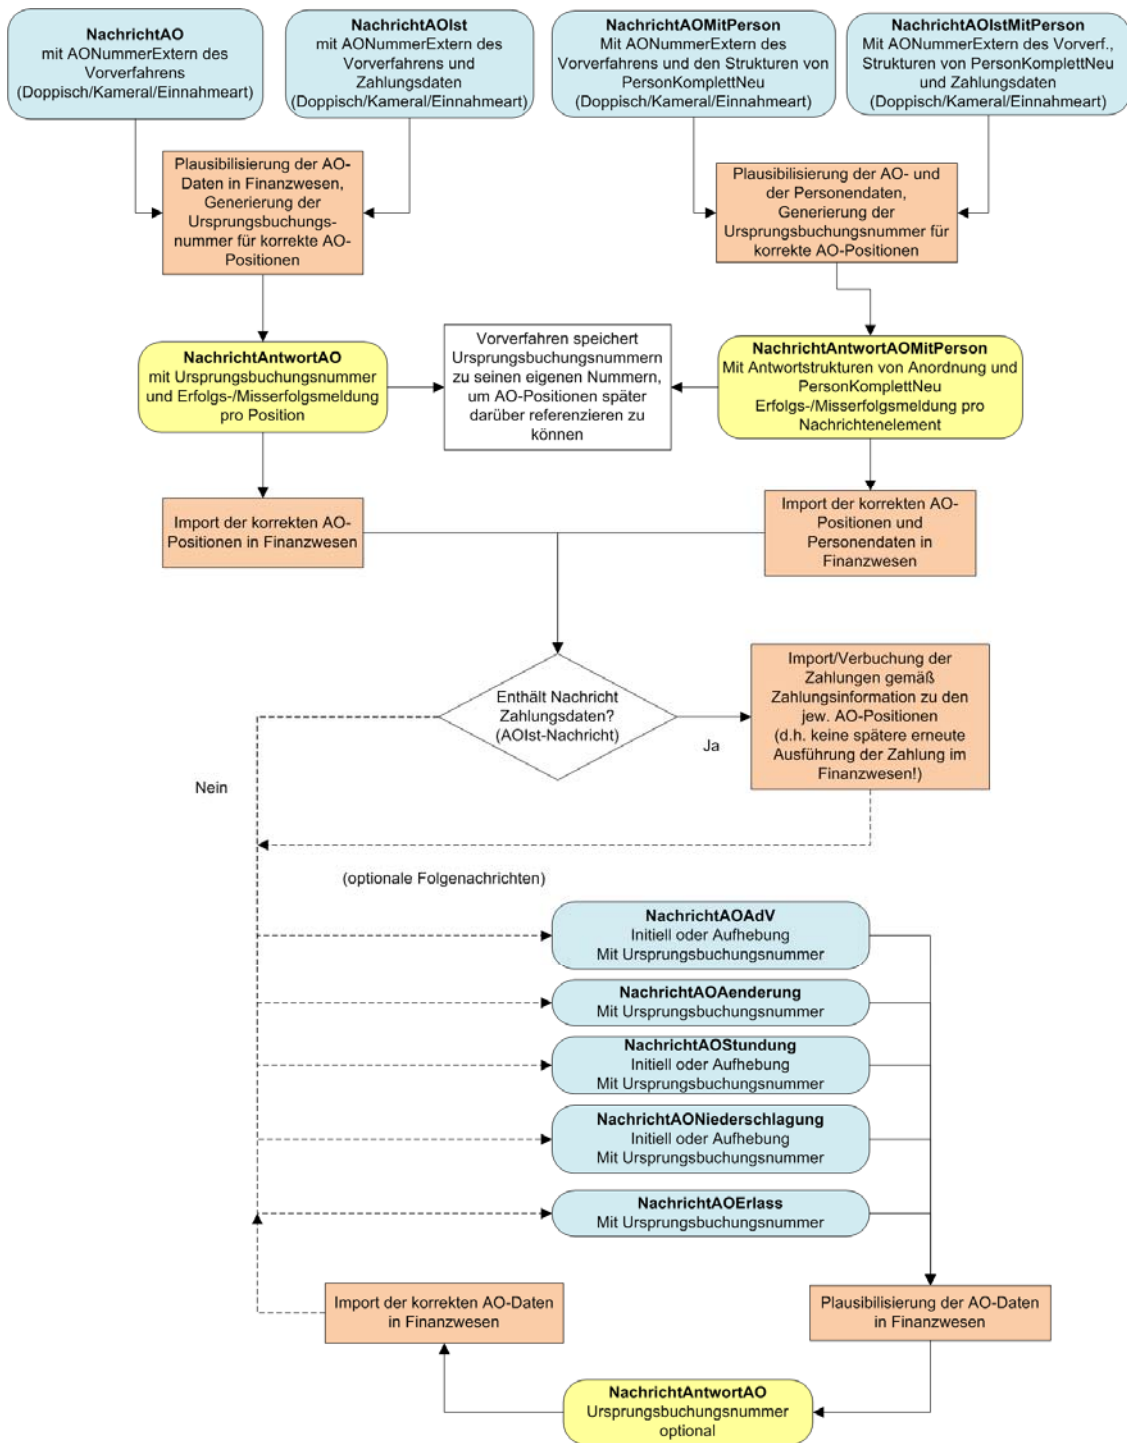 NachrichtAO
mit AONummerExtern des
Vorverfahrens
(Doppisch/Kameral/Einnahmeart)
NachrichtAOIst
mit AONummerExtern des
Vorverfahrens und
Zahlungsdaten
(Doppisch/Kameral/Einnahmeart)
NachrichtAOMitPerson
Mit AONummerExtern des
Vorverfahrens und den Strukturen von
PersonKomplettNeu
(Doppisch/Kameral/Einnahmeart)
NachrichtAOIstMitPerson
Mit AONummerExtern des Vorverf.,
Strukturen von PersonKomplettNeu
und Zahlungsdaten
(Doppisch/Kameral/Einnahmeart)
Plausibilisierung der AO-
Daten in Finanzwesen,
Generierung der
Ursprungsbuchungs-
nummer für korrekte AO-
Positionen
Plausibilisierung der AO- und
der Personendaten,
Generierung der
Ursprungsbuchungsnummer für
korrekte AO-Positionen
NachrichtAntwortAO
mit Ursprungsbuchungsnummer
und Erfolgs-/Misserfolgsmeldung
pro Position
Vorverfahren speichert
Ursprungsbuchungsnummern
zu seinen eigenen Nummern,
um AO-Positionen später
darüber referenzieren zu
können
NachrichtAntwortAOMitPerson
Mit Antwortstrukturen von Anordnung und
PersonKomplettNeu
Erfolgs-/Misserfolgsmeldung pro
Nachrichtenelement
Import der korrekten AO-
Positionen in Finanzwesen
Import der korrekten AO-
Positionen und
Personendaten in
Finanzwesen
Enthält Nachricht
Zahlungsdaten?
(AOIst-Nachricht)
Ja
Nein
Import/Verbuchung der
Zahlungen gemäß
Zahlungsinformation zu den
jew. AO-Positionen
(d.h. keine spätere erneute
Ausführung der Zahlung im
Finanzwesen!)
(optionale Folgenachrichten)
NachrichtAOAdV
Initiell oder Aufhebung
Mit Ursprungsbuchungsnummer
NachrichtAOAenderung
Mit Ursprungsbuchungsnummer
NachrichtAOStundung
Initiell oder Aufhebung
Mit Ursprungsbuchungsnummer
NachrichtAONiederschlagung
Initiell oder Aufhebung
Mit Ursprungsbuchungsnummer
NachrichtAOErlass
Mit Ursprungsbuchungsnummer
Import der korrekten AO-Daten
in Finanzwesen
Plausibilisierung der AO-Daten
in Finanzwesen
NachrichtAntwortAO
Ursprungsbuchungsnummer
optional